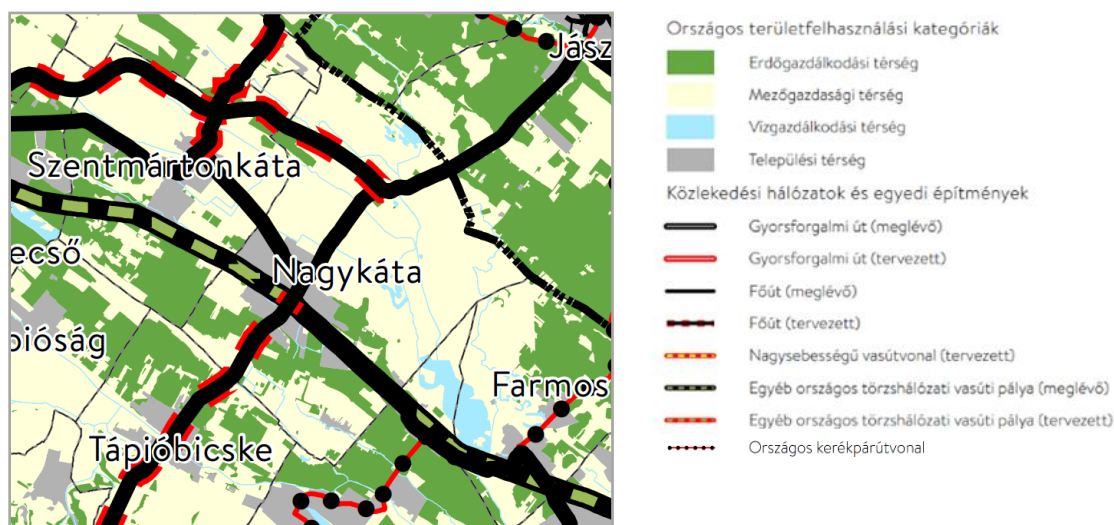 Jász
Szentmártonkáta
ecső
Nagykáta
pióság
Farmos
Tápióbicske
Országos területfelhasználási kategóriák
Erdőgazdálkodási térség
Mezőgazdasági térség
Vízgazdálkodási térség
Települési térség
Közlekedési hálózatok és egyedi építmények
Gyorsforgalmi út (meglévő)
Gyorsforgalmi út (tervezett)
Főút (meglévő)
Főút (tervezett)
Nagysebességű vasútvonal (tervezett)
Egyéb országos törzshálózati vasúti pálya (meglévő)
Egyéb országos törzshálózati vasúti pálya (tervezett)
Országos kerékpárútvonal